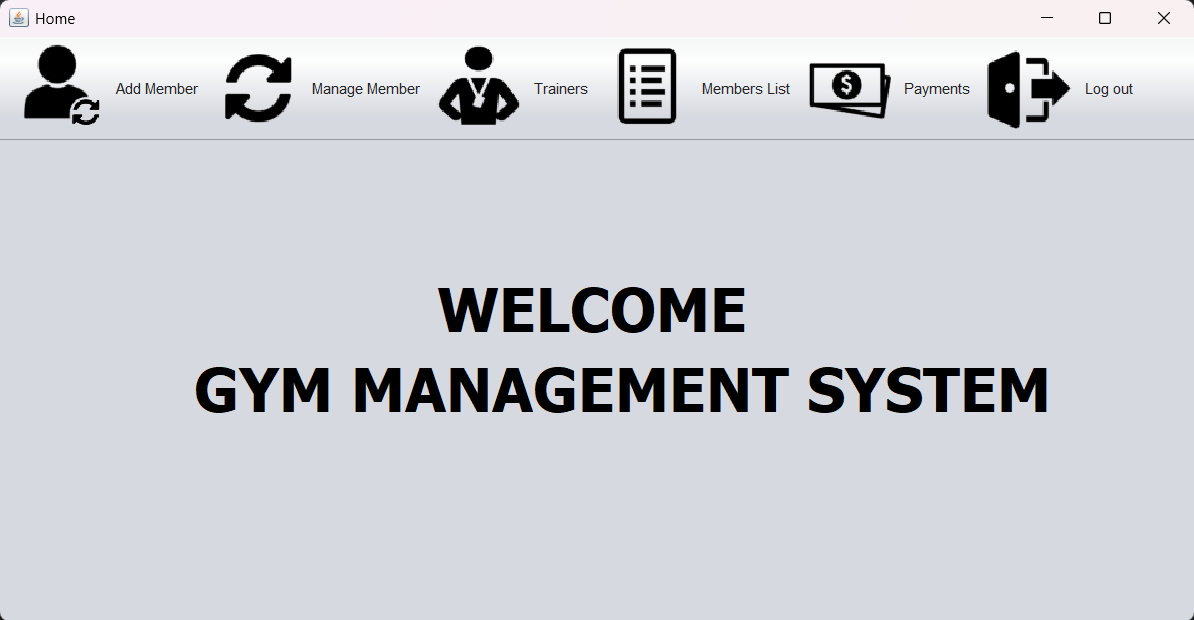 Home
Add Member Manage Member Trainers Members List Payments Log out
WELCOME
GYM MANAGEMENT SYSTEM